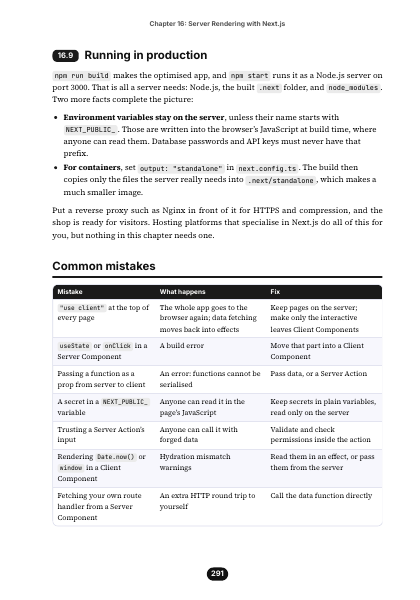 Chapter 16: Server Rendering with Next.js
16.9 Running in production
npm run build makes the optimised app, and npm start runs it as a Node.js server on
port 3000. That is all a server needs: Node.js, the built .next folder, and node_modules.
Two more facts complete the picture:
• Environment variables stay on the server, unless their name starts with
NEXT_PUBLIC_. Those are written into the browser's JavaScript at build time, where
anyone can read them. Database passwords and API keys must never have that
prefix.
• For containers, set output: "standalone" in next.config.ts. The build then
copies only the files the server really needs into .next/standalone, which makes a
much smaller image.
Put a reverse proxy such as Nginx in front of it for HTTPS and compression, and the
shop is ready for visitors. Hosting platforms that specialise in Next.js do all of this for
you, but nothing in this chapter needs one.
Common mistakes
Mistake What happens Fix
"use client" at the top of The whole app goes to the Keep pages on the server;
every page browser again; data fetching make only the interactive
moves back into effects leaves Client Components
useState or onClick in a A build error Move that part into a Client
Server Component Component
Passing a function as a An error: functions cannot be Pass data, or a Server Action
prop from server to client serialised
A secret in a NEXT_PUBLIC_ Anyone can read it in the Keep secrets in plain variables,
variable page's JavaScript read only on the server
Trusting a Server Action's Anyone can call it with Validate and check
input forged data permissions inside the action
Rendering Date.now() or Hydration mismatch Read them in an effect, or pass
window in a Client warnings them from the server
Component
Fetching your own route An extra HTTP round trip to Call the data function directly
handler from a Server yourself
Component
291